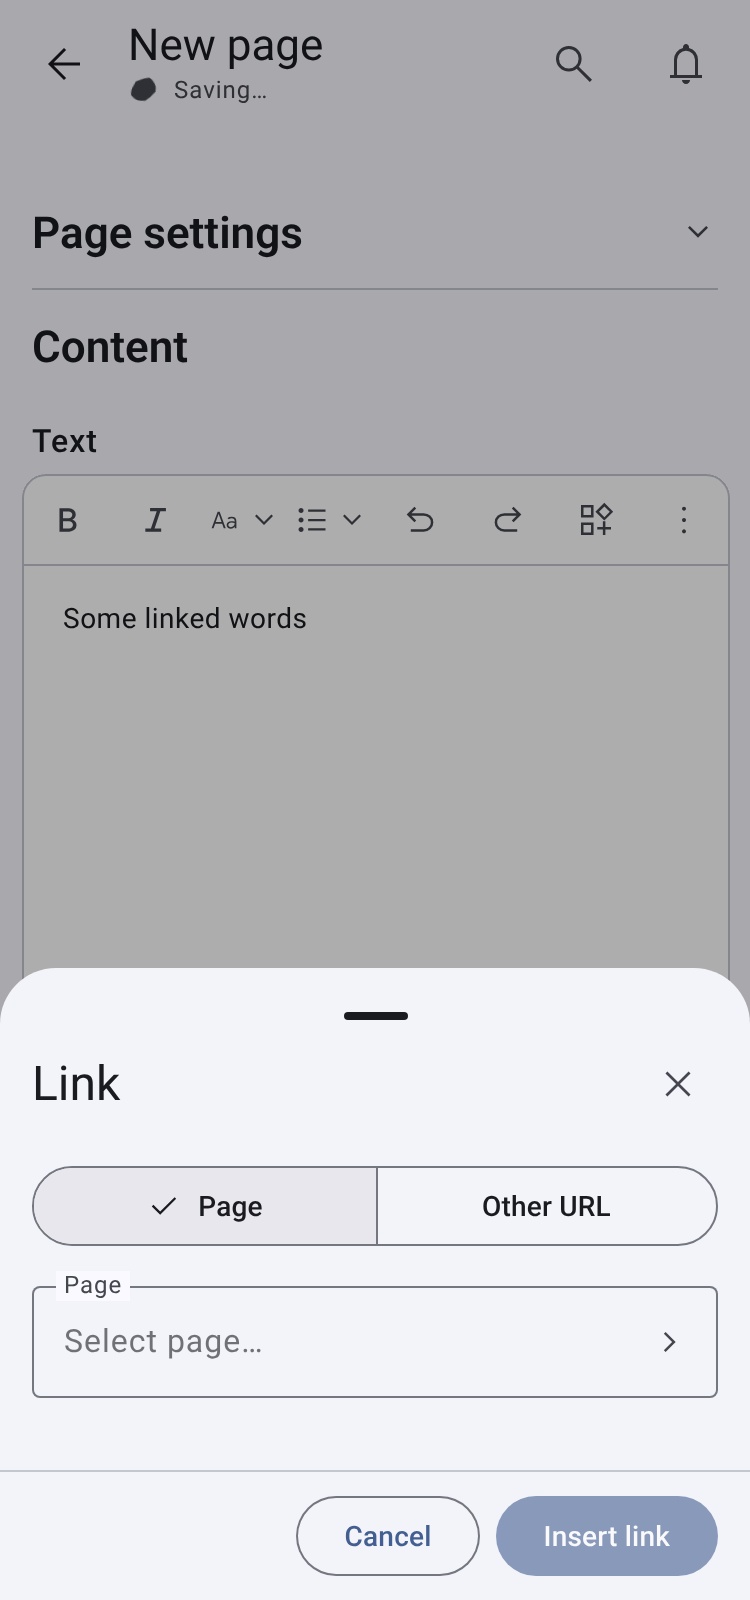 New page
Saving…
Page settings
Content
Text
B I Aa
Some linked words
Link
Page Other URL
Page
Select page…
Cancel Insert link